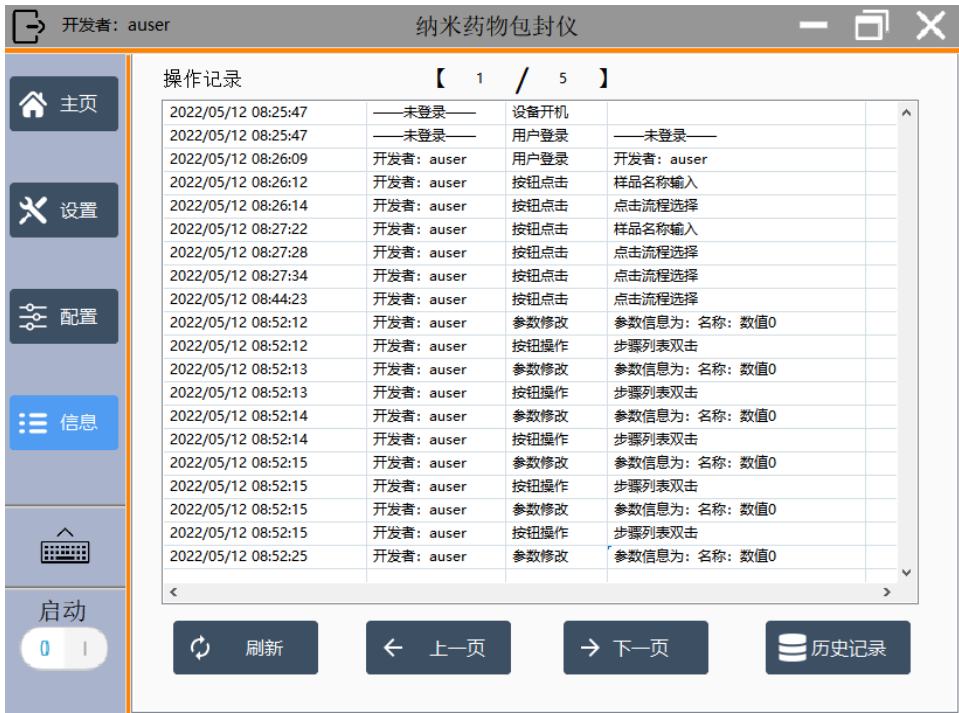 开发者：auser 纳米药物包封仪
操作记录 【 1 / 5 】
主页
设置
配置
信息
启动
2022/05/12 08:25:47 ——未登录—— 设备开机
2022/05/12 08:25:47 ——未登录—— 用户登录 ——未登录——
2022/05/12 08:26:09 开发者：auser 用户登录 开发者：auser
2022/05/12 08:26:12 开发者：auser 按钮点击 样品名称输入
2022/05/12 08:26:14 开发者：auser 按钮点击 点击流程选择
2022/05/12 08:27:22 开发者：auser 按钮点击 样品名称输入
2022/05/12 08:27:28 开发者：auser 按钮点击 点击流程选择
2022/05/12 08:27:34 开发者：auser 按钮点击 点击流程选择
2022/05/12 08:44:23 开发者：auser 按钮点击 点击流程选择
2022/05/12 08:52:12 开发者：auser 参数修改 参数信息为：名称：数值0
2022/05/12 08:52:12 开发者：auser 按钮操作 步骤列表双击
2022/05/12 08:52:13 开发者：auser 参数修改 参数信息为：名称：数值0
2022/05/12 08:52:13 开发者：auser 按钮操作 步骤列表双击
2022/05/12 08:52:14 开发者：auser 参数修改 参数信息为：名称：数值0
2022/05/12 08:52:14 开发者：auser 按钮操作 步骤列表双击
2022/05/12 08:52:15 开发者：auser 参数修改 参数信息为：名称：数值0
2022/05/12 08:52:15 开发者：auser 按钮操作 步骤列表双击
2022/05/12 08:52:15 开发者：auser 参数修改 参数信息为：名称：数值0
2022/05/12 08:52:15 开发者：auser 按钮操作 步骤列表双击
2022/05/12 08:52:25 开发者：auser 参数修改 参数信息为：名称：数值0
刷新 上一页 下一页 历史记录